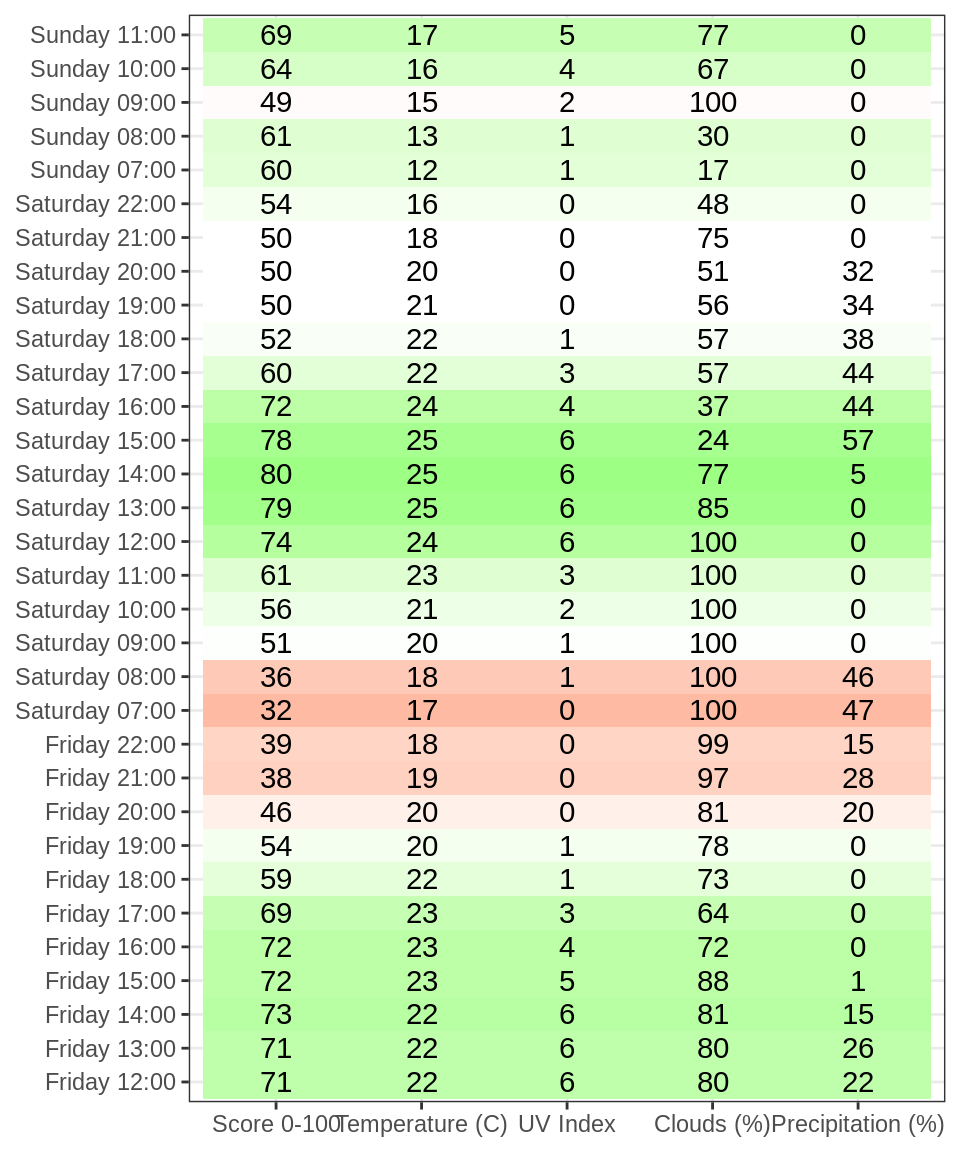 Sunday 11:00 69 17 5 77 0
Sunday 10:00 64 16 4 67 0
Sunday 09:00 49 15 2 100 0
Sunday 08:00 61 13 1 30 0
Sunday 07:00 60 12 1 17 0
Saturday 22:00 54 16 0 48 0
Saturday 21:00 50 18 0 75 0
Saturday 20:00 50 20 0 51 32
Saturday 19:00 50 21 0 56 34
Saturday 18:00 52 22 1 57 38
Saturday 17:00 60 22 3 57 44
Saturday 16:00 72 24 4 37 44
Saturday 15:00 78 25 6 24 57
Saturday 14:00 80 25 6 77 5
Saturday 13:00 79 25 6 85 0
Saturday 12:00 74 24 6 100 0
Saturday 11:00 61 23 3 100 0
Saturday 10:00 56 21 2 100 0
Saturday 09:00 51 20 1 100 0
Saturday 08:00 36 18 1 100 46
Saturday 07:00 32 17 0 100 47
Friday 22:00 39 18 0 99 15
Friday 21:00 38 19 0 97 28
Friday 20:00 46 20 0 81 20
Friday 19:00 54 20 1 78 0
Friday 18:00 59 22 1 73 0
Friday 17:00 69 23 3 64 0
Friday 16:00 72 23 4 72 0
Friday 15:00 72 23 5 88 1
Friday 14:00 73 22 6 81 15
Friday 13:00 71 22 6 80 26
Friday 12:00 71 22 6 80 22
Score 0-100 Temperature (C) UV Index Clouds (%) Precipitation (%)